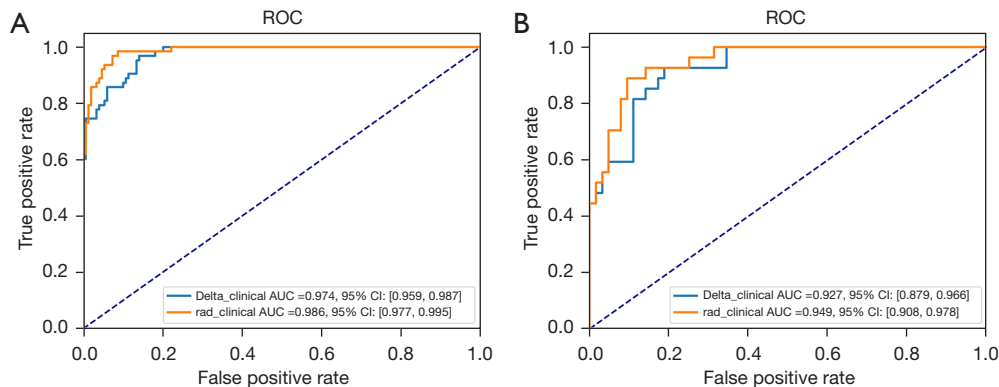 A
ROC
True positive rate
1.0
0.8
0.6
0.4
0.2
0.0
Delta_clinical AUC =0.974, 95% CI: [0.959, 0.987]
rad_clinical AUC =0.986, 95% CI: [0.977, 0.995]
0.0 0.2 0.4 0.6 0.8 1.0
False positive rate
B
ROC
True positive rate
1.0
0.8
0.6
0.4
0.2
0.0
Delta_clinical AUC =0.927, 95% CI: [0.879, 0.966]
rad_clinical AUC =0.949, 95% CI: [0.908, 0.978]
0.0 0.2 0.4 0.6 0.8 1.0
False positive rate